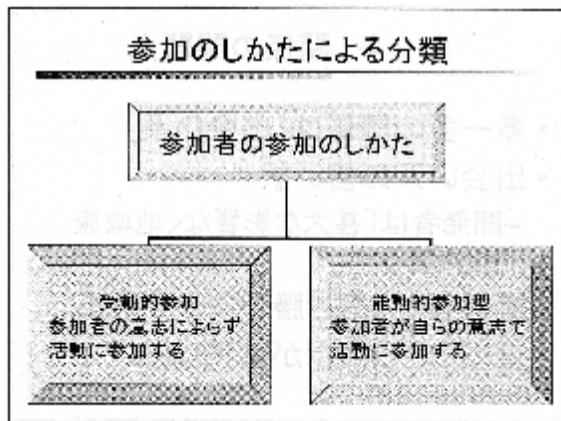 参加のしかたによる分類
参加者の参加のしかた
受動的参加
参加者の意志によらず
活動に参加する
能動的参加型
参加者が自らの意志で
活動に参加する